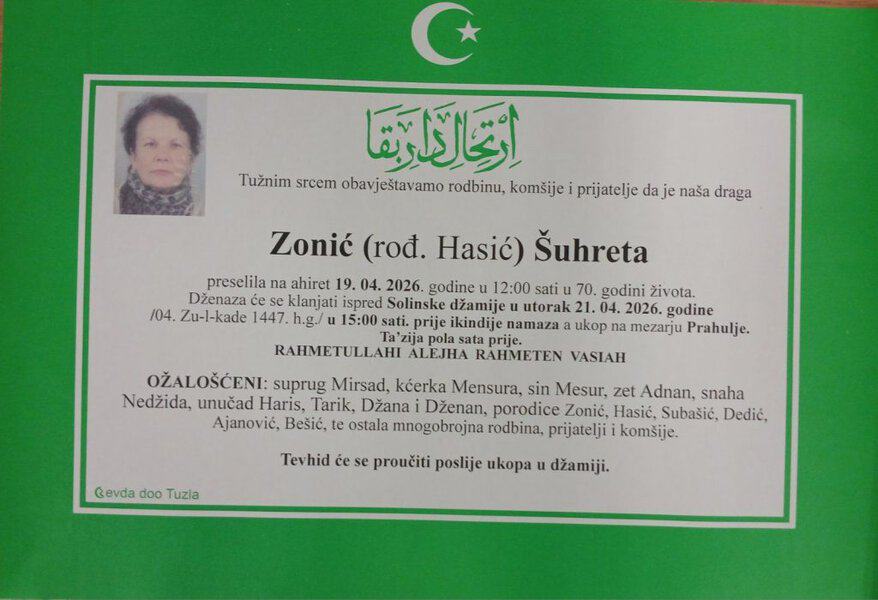 اِرْتِحَالِ دَارِ بَقَا
Tužnim srcem obavještavamo rodbinu, komšije i prijatelje da je naša draga
Zonić (rođ. Hasić) Šuhreta
preselila na ahiret 19. 04. 2026. godine u 12:00 sati u 70. godini života.
Dženaza će se klanjati ispred Solinske džamije u utorak 21. 04. 2026. godine
/04. Zu-l-kade 1447. h.g./ u 15:00 sati. prije ikindije namaza a ukop na mezarju Prahulje.
Ta'zija pola sata prije.
RAHMETULLAHI ALEJHA RAHMETEN VASIAH
OŽALOŠĆENI: suprug Mirsad, kćerka Mensura, sin Mesur, zet Adnan, snaha
Nedžida, unučad Haris, Tarik, Džana i Dženan, porodice Zonić, Hasić, Subašić, Dedić,
Ajanović, Bešić, te ostala mnogobrojna rodbina, prijatelji i komšije.
Tevhid će se proučiti poslije ukopa u džamiji.
evda doo Tuzla